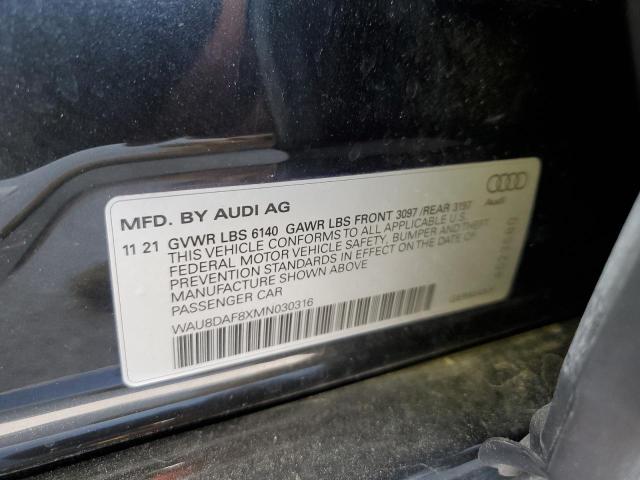 MFD. BY AUDI AG
11 21 GVWR LBS 6140 GAWR LBS FRONT 3097 /REAR 3197
THIS VEHICLE CONFORMS TO ALL APPLICABLE U.S.
FEDERAL MOTOR VEHICLE SAFETY, BUMPER AND THEFT
PREVENTION STANDARDS IN EFFECT ON THE DATE OF
MANUFACTURE SHOWN ABOVE
PASSENGER CAR
WAU8DAF8XMN030316
Audi